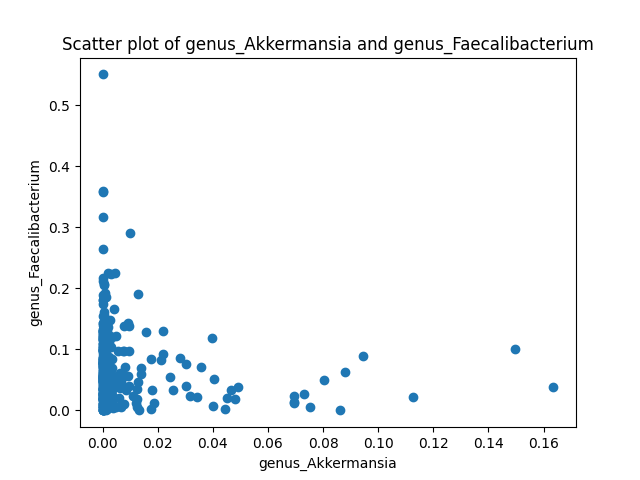 Scatter plot of genus_Akkermansia and genus_Faecalibacterium
genus_Faecalibacterium
0.5
0.4
0.3
0.2
0.1
0.0
0.00 0.02 0.04 0.06 0.08 0.10 0.12 0.14 0.16
genus_Akkermansia